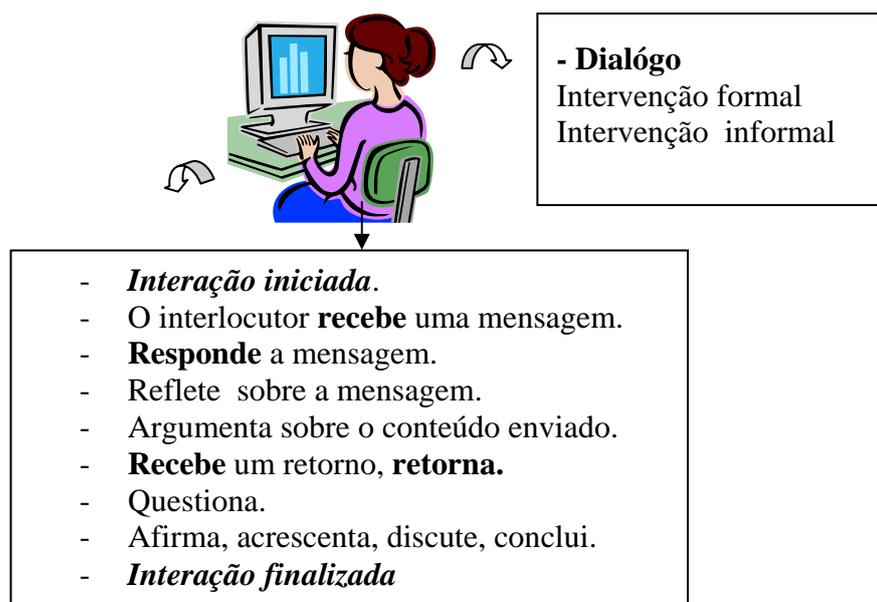 - Dialógo
Intervenção formal
Intervenção informal
- Interação iniciada.
- O interlocutor recebe uma mensagem.
- Responde a mensagem.
- Reflete sobre a mensagem.
- Argumenta sobre o conteúdo enviado.
- Recebe um retorno, retorna.
- Questiona.
- Afirma, acrescenta, discute, conclui.
- Interação finalizada